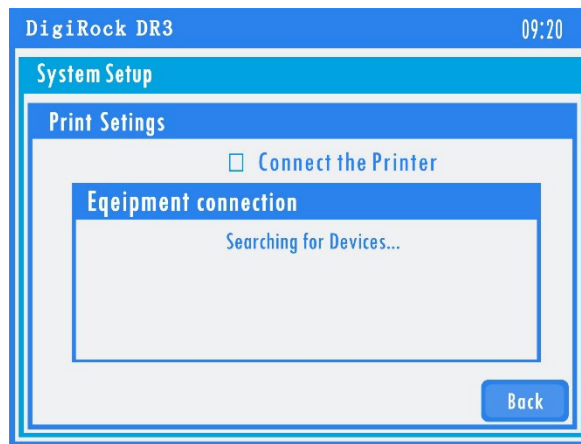 DigiRock DR3 09:20
System Setup
Print Setings
Connect the Printer
Eqeipment connection
Searching for Devices...
Back